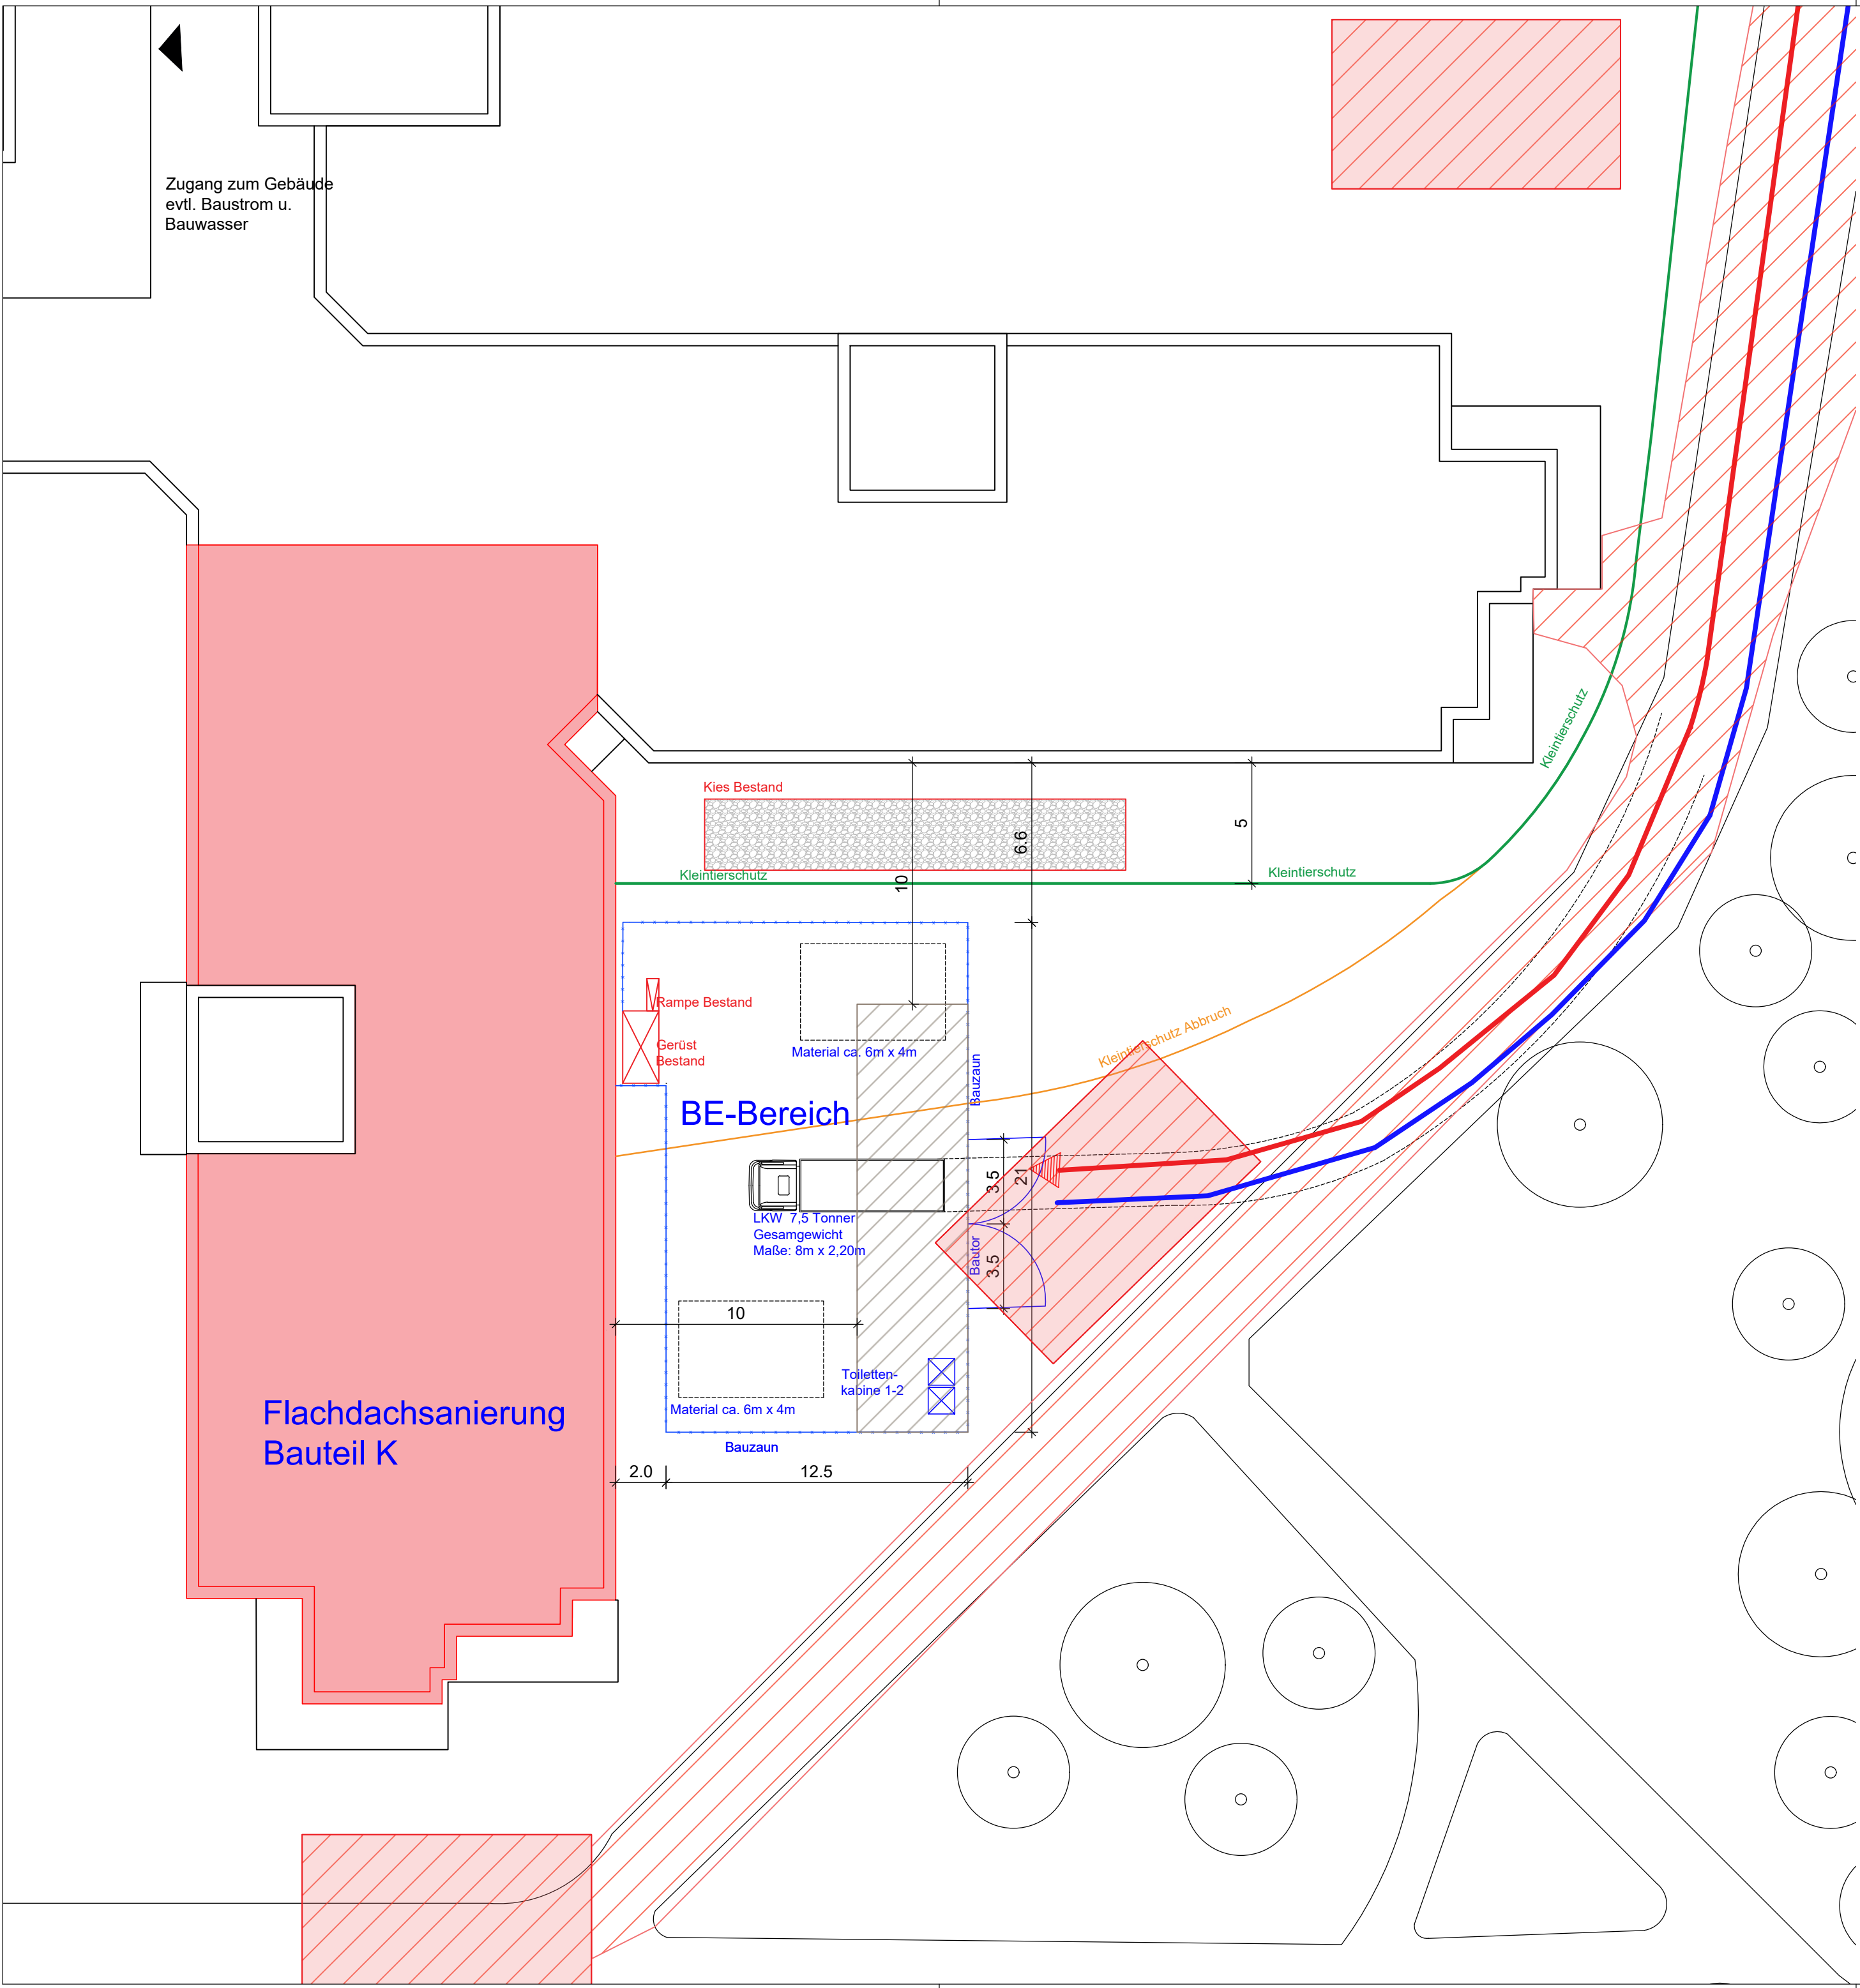 Zugang zum Gebäude
evtl. Baustrom u.
Bauwasser
Kleintierschutz
Kies Bestand
5
6.6
10
Kleintierschutz
Kleintierschutz
Rampe Bestand
Gerüst
Bestand
Material ca. 6m x 4m
Kleintierschutz Abbruch
Bauzaun
BE-Bereich
3.5
21
LKW 7,5 Tonner
Gesamgewicht
Maße: 8m x 2,20m
Bautor
3.5
10
Toiletten-
kabine 1-2
Material ca. 6m x 4m
Flachdachsanierung
Bauteil K
Bauzaun
2.0
12.5